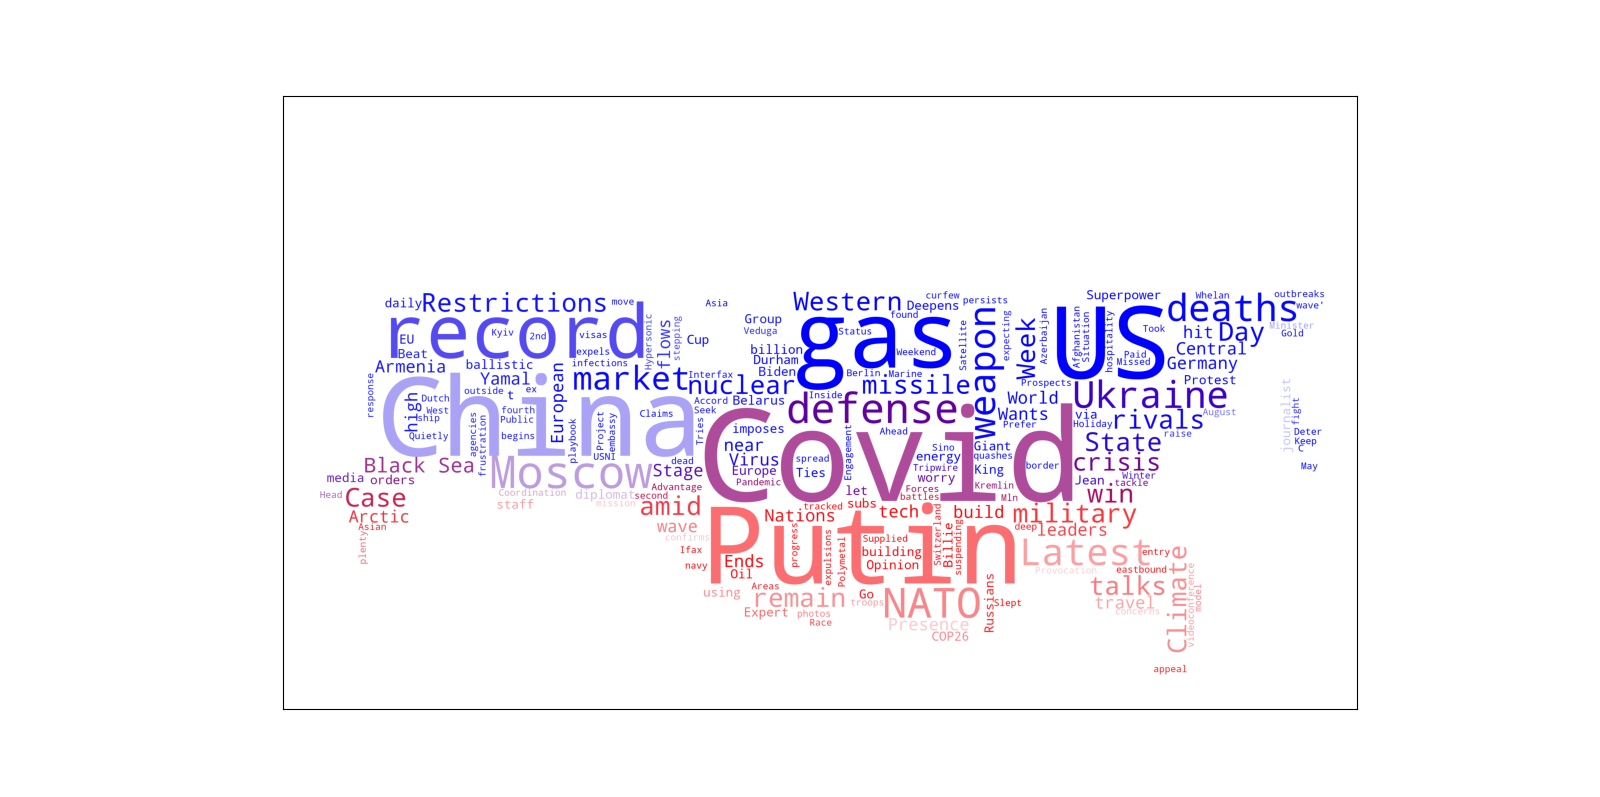 daily
Restrictions
move
Asia
Western
curfew
Deepens
persists
Superpower
Whelan
outbreaks
wave'
record
EU
Kyiv
2nd
visas
Hypersonic
flows
stepping
Cup
Group
Veduga
gas
found
Status
Weekend
Satellite
weapon
expecting
Week
Azerbaijan
US
Afghanistan
Situation
hospitality
Took
deaths
hit
Day
Minister
Gold
Beat
Armenia
ballistic
expels
infections
billion
Durham
Biden
Central
Germany
Paid
Missed
response
China
Yamal
outside
t
ex
European
market
Interfax
nuclear
Berlin
Marine
missile
Prospects
Protest
high
Dutch
West
ship
Quietly
fourth
Public
begins
agencies
frustration
playbook
Project
embassy
USNI
Claims
Accord
Seek
Tries
Belarus
Inside
defense
World
Wants
Prefer
Ukraine
via
Holiday
rivals
raise
August
journalist
fight
Deter
Keep
C
May
imposes
near
Virus
Europe
Pandemic
Covid
spread
Ties
Engagement
Ahead
Sino
energy
Tripwire
worry
Giant
quashes
King
border
State
crisis
Jean
Winter
tackle
win
Black Sea
media
orders
Head
Case
Arctic
Asian
plenty
Moscow
Coordination
diplomat
mission
staff
dead
Stage
Advantage
second
amid
wave
confirms
Ifax
navy
let
Forces
battles
Kremlin
Mln
subs
tracked
Nations
tech
build
military
deep
leaders
Putin
Ends
Oil
progress
expulsions
Polymetal
Supplied
building
Opinion
Switzerland
Billie
suspending
Latest
Provocation
entry
eastbound
talks
travel
concerns
Climate
videoconference
model
appeal
using
Areas
remain
Expert
photos
Race
troops
Go
NATO
Presence
COP26
Russians
Slept